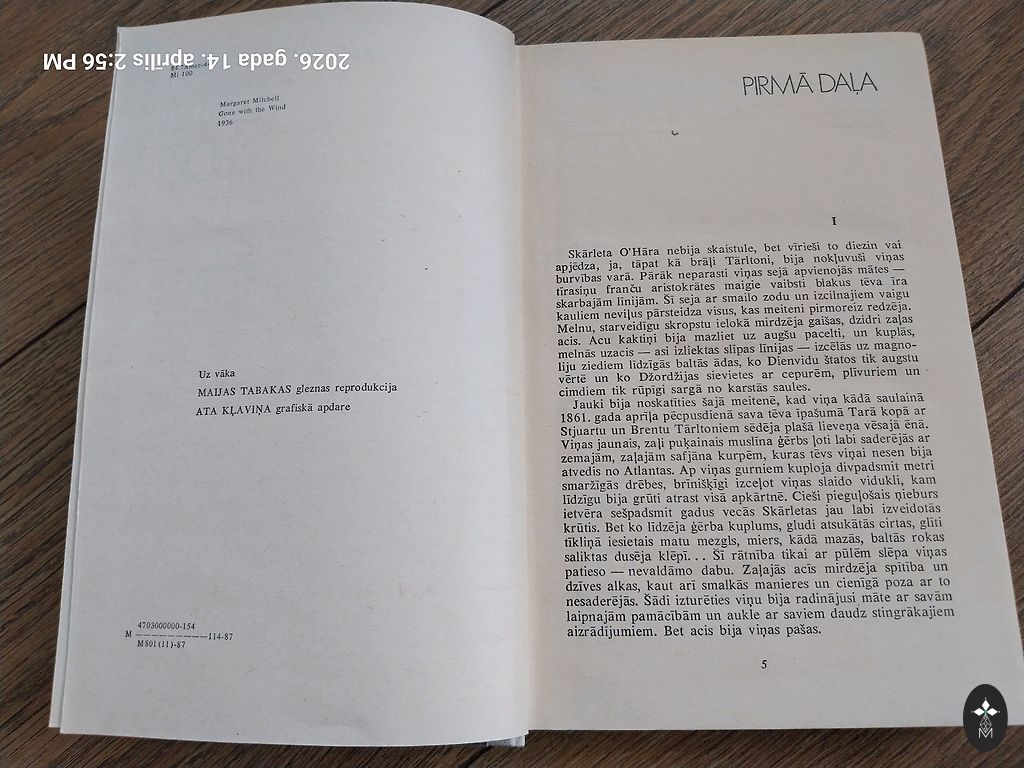 2026. gada 14. aprīlis 2:56 PM
84.7Amer-4
Mi 100
Margaret Mitchell
Gone with the Wind
1936
Uz vāka
MAIJAS TABAKAS gleznas reprodukcija
ATA KĻAVIŅA grafiskā apdare
4703000000-154
M ————————114-87
M801(11)-87
PIRMĀ DAĻA
I
Skārleta O'Hāra nebija skaistule, bet vīrieši to diezin vai
apjēdza, ja, tāpat kā brāļi Tārltoni, bija nokļuvuši viņas
burvības varā. Pārāk neparasti viņas sejā apvienojās mātes —
tīrasiņu franču aristokrātes maigie vaibsti blakus tēva īra
skarbajām līnijām. Šī seja ar smailo zodu un izcilnajiem vaigu
kauliem neviļus pārsteidza visus, kas meiteni pirmoreiz redzēja.
Melnu, starveidīgu skropstu ielokā mirdzēja gaišas, dzidri zaļas
acis. Acu kaktiņi bija mazliet uz augšu pacelti, un kuplās,
melnās uzacis — asi izliektas slīpas līnijas — izcēlās uz magno-
liju ziediem līdzīgās baltās ādas, ko Dienvidu štatos tik augstu
vērtē un ko Džordžijas sievietes ar cepurēm, plīvuriem un
cimdiem tik rūpīgi sargā no karstās saules.
Jauki bija noskatīties šajā meitenē, kad viņa kādā saulainā
1861. gada aprīļa pēcpusdienā sava tēva īpašumā Tarā kopā ar
Stjuartu un Brentu Tārltoniem sēdēja plašā lieveņa vēsajā ēnā.
Viņas jaunais, zaļi puķainais muslīna ģērbs ļoti labi saderējās ar
zemajām, zaļajām safjāna kurpēm, kuras tēvs viņai nesen bija
atvedis no Atlantas. Ap viņas gurniem kuploja divpadsmit metri
smaržīgās drēbes, brīnišķīgi izceļot viņas slaido vidukli, kam
līdzīgu bija grūti atrast visā apkārtnē. Cieši pieguļošais ņieburs
ietvēra sešpadsmit gadus vecās Skārletas jau labi izveidotās
krūtis. Bet ko līdzēja ģērba kuplums, gludi atsukātās cirtas, glīti
tīkliņā iesietais matu mezgls, miers, kādā mazās, baltās rokas
saliktas dusēja klēpī... Šī rātnība tikai ar pūlēm slēpa viņas
patieso — nevaldāmo dabu. Zaļajās acīs mirdzēja spītība un
dzīves alkas, kaut arī smalkās manieres un cienīgā poza ar to
nesaderējās. Šādi izturēties viņu bija radinājusi māte ar savām
laipnajām pamācībām un aukle ar saviem daudz stingrākajiem
aizrādījumiem. Bet acis bija viņas pašas.
5
M